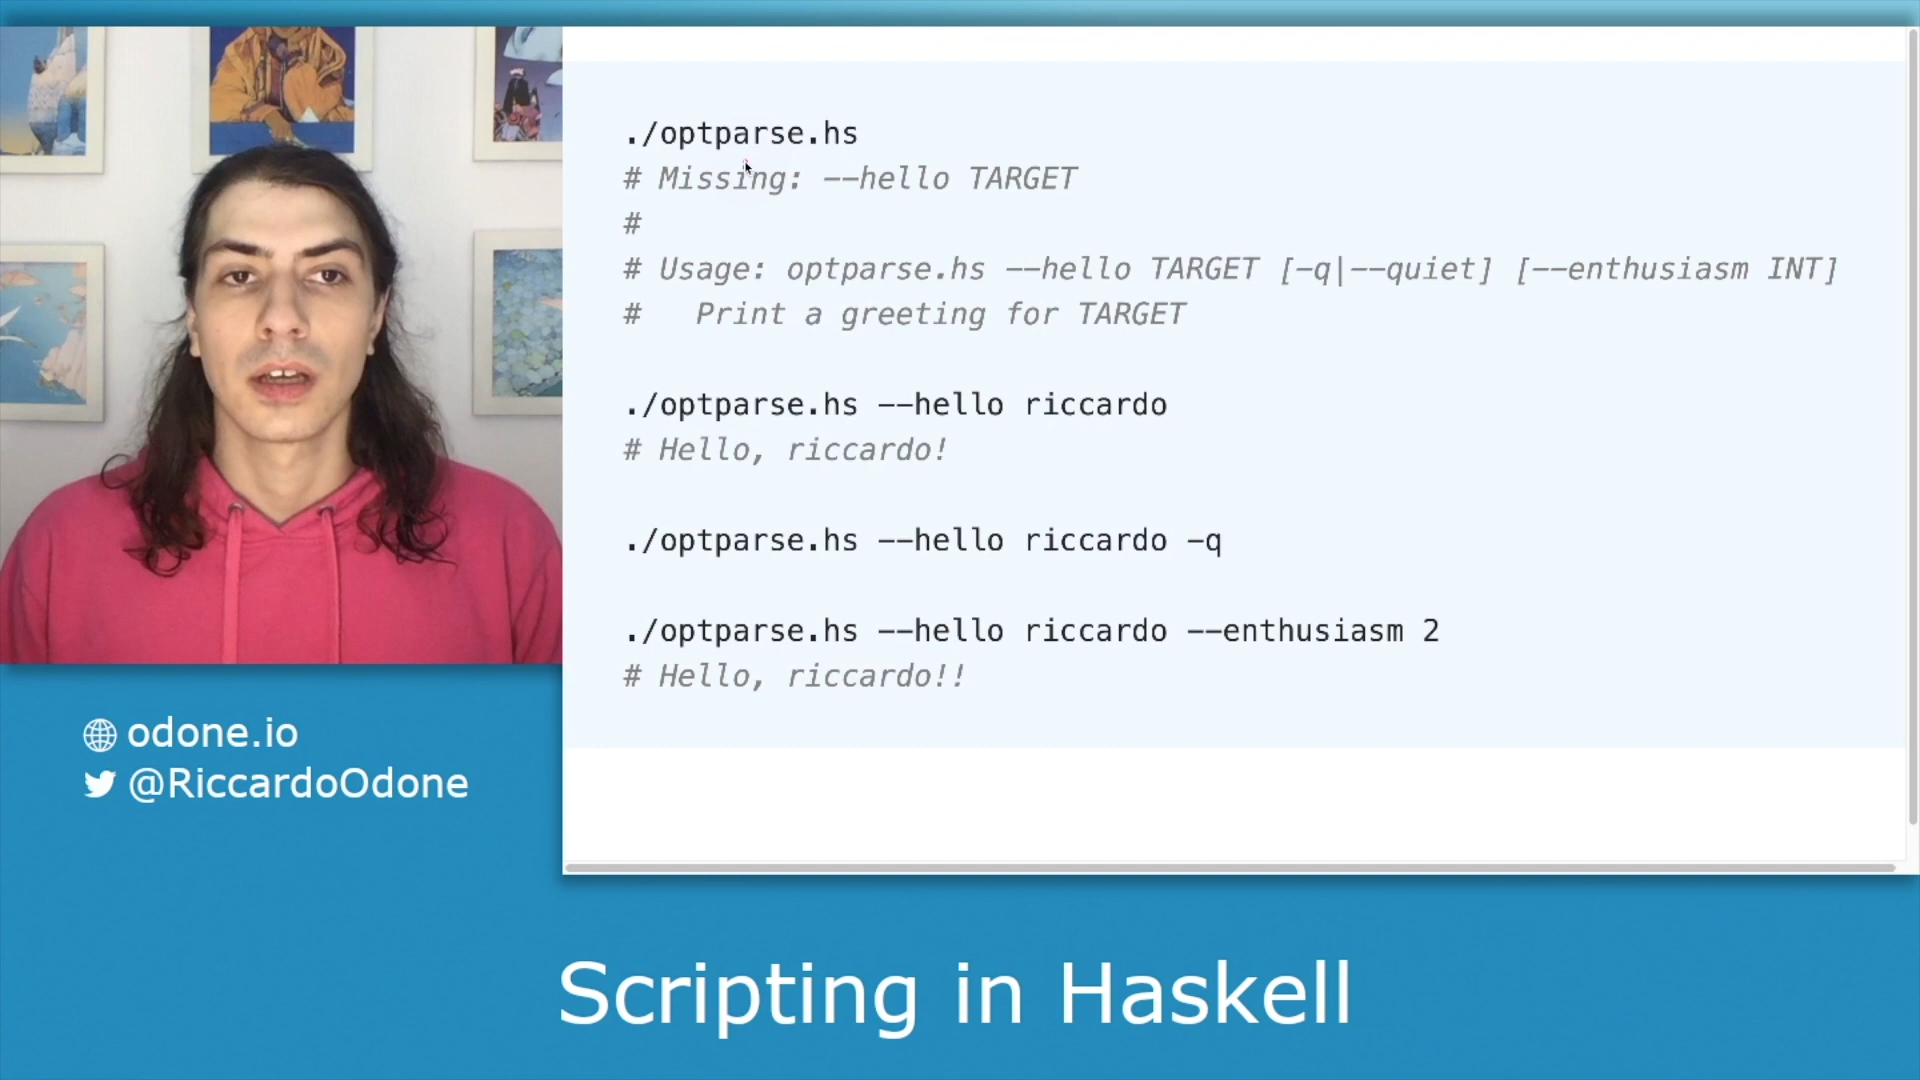 ./optparse.hs
# Missing: --hello TARGET
#
# Usage: optparse.hs --hello TARGET [-q|--quiet] [--enthusiasm INT]
#   Print a greeting for TARGET
./optparse.hs --hello riccardo
# Hello, riccardo!
./optparse.hs --hello riccardo -q
./optparse.hs --hello riccardo --enthusiasm 2
# Hello, riccardo!!
odone.io
@RiccardoOdone
Scripting in Haskell